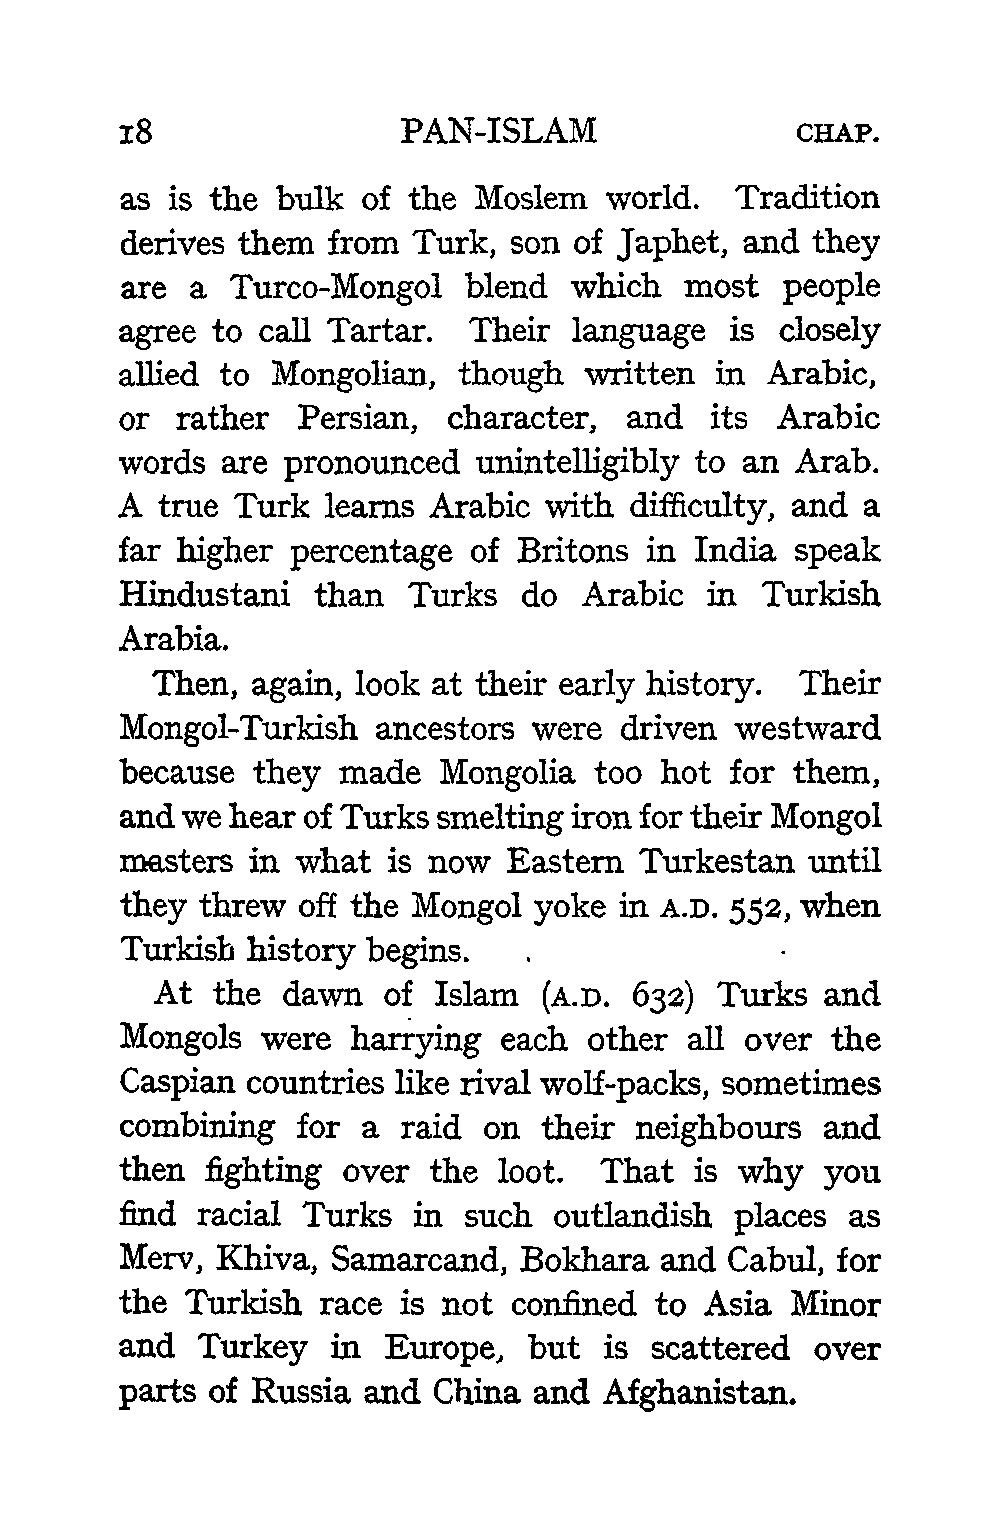 18 PAN-ISLAM CHAP.
as is the bulk of the Moslem world. Tradition
derives them from Turk, son of Japhet, and they
are a Turco-Mongol blend which most people
agree to call Tartar. Their language is closely
allied to Mongolian, though written in Arabic,
or rather Persian, character, and its Arabic
words are pronounced unintelligibly to an Arab.
A true Turk learns Arabic with difficulty, and a
far higher percentage of Britons in India speak
Hindustani than Turks do Arabic in Turkish
Arabia.
Then, again, look at their early history. Their
Mongol-Turkish ancestors were driven westward
because they made Mongolia too hot for them,
and we hear of Turks smelting iron for their Mongol
masters in what is now Eastern Turkestan until
they threw off the Mongol yoke in A.D. 552, when
Turkish history begins.
At the dawn of Islam (A.D. 632) Turks and
Mongols were harrying each other all over the
Caspian countries like rival wolf-packs, sometimes
combining for a raid on their neighbours and
then fighting over the loot. That is why you
find racial Turks in such outlandish places as
Merv, Khiva, Samarcand, Bokhara and Cabul, for
the Turkish race is not confined to Asia Minor
and Turkey in Europe, but is scattered over
parts of Russia and China and Afghanistan.